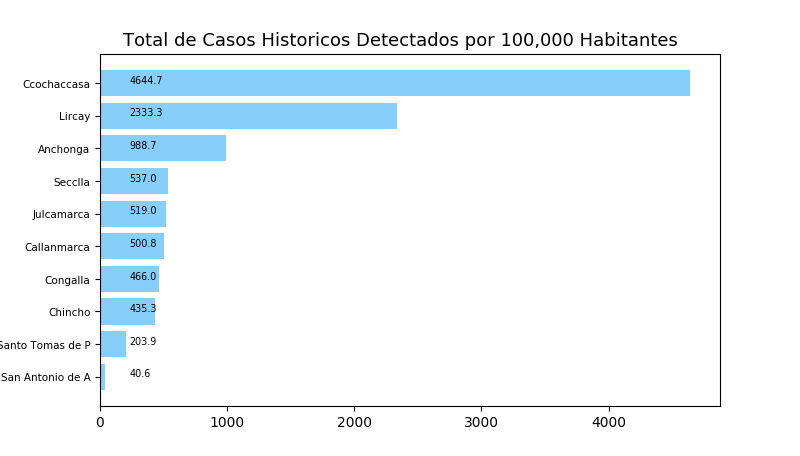 Total de Casos Historicos Detectados por 100,000 Habitantes
Ccochaccasa 4644.7
Lircay 2333.3
Anchonga 988.7
Secclla 537.0
Julcamarca 519.0
Callanmarca 500.8
Congalla 466.0
Chincho 435.3
Santo Tomas de P 203.9
San Antonio de A 40.6
0 1000 2000 3000 4000